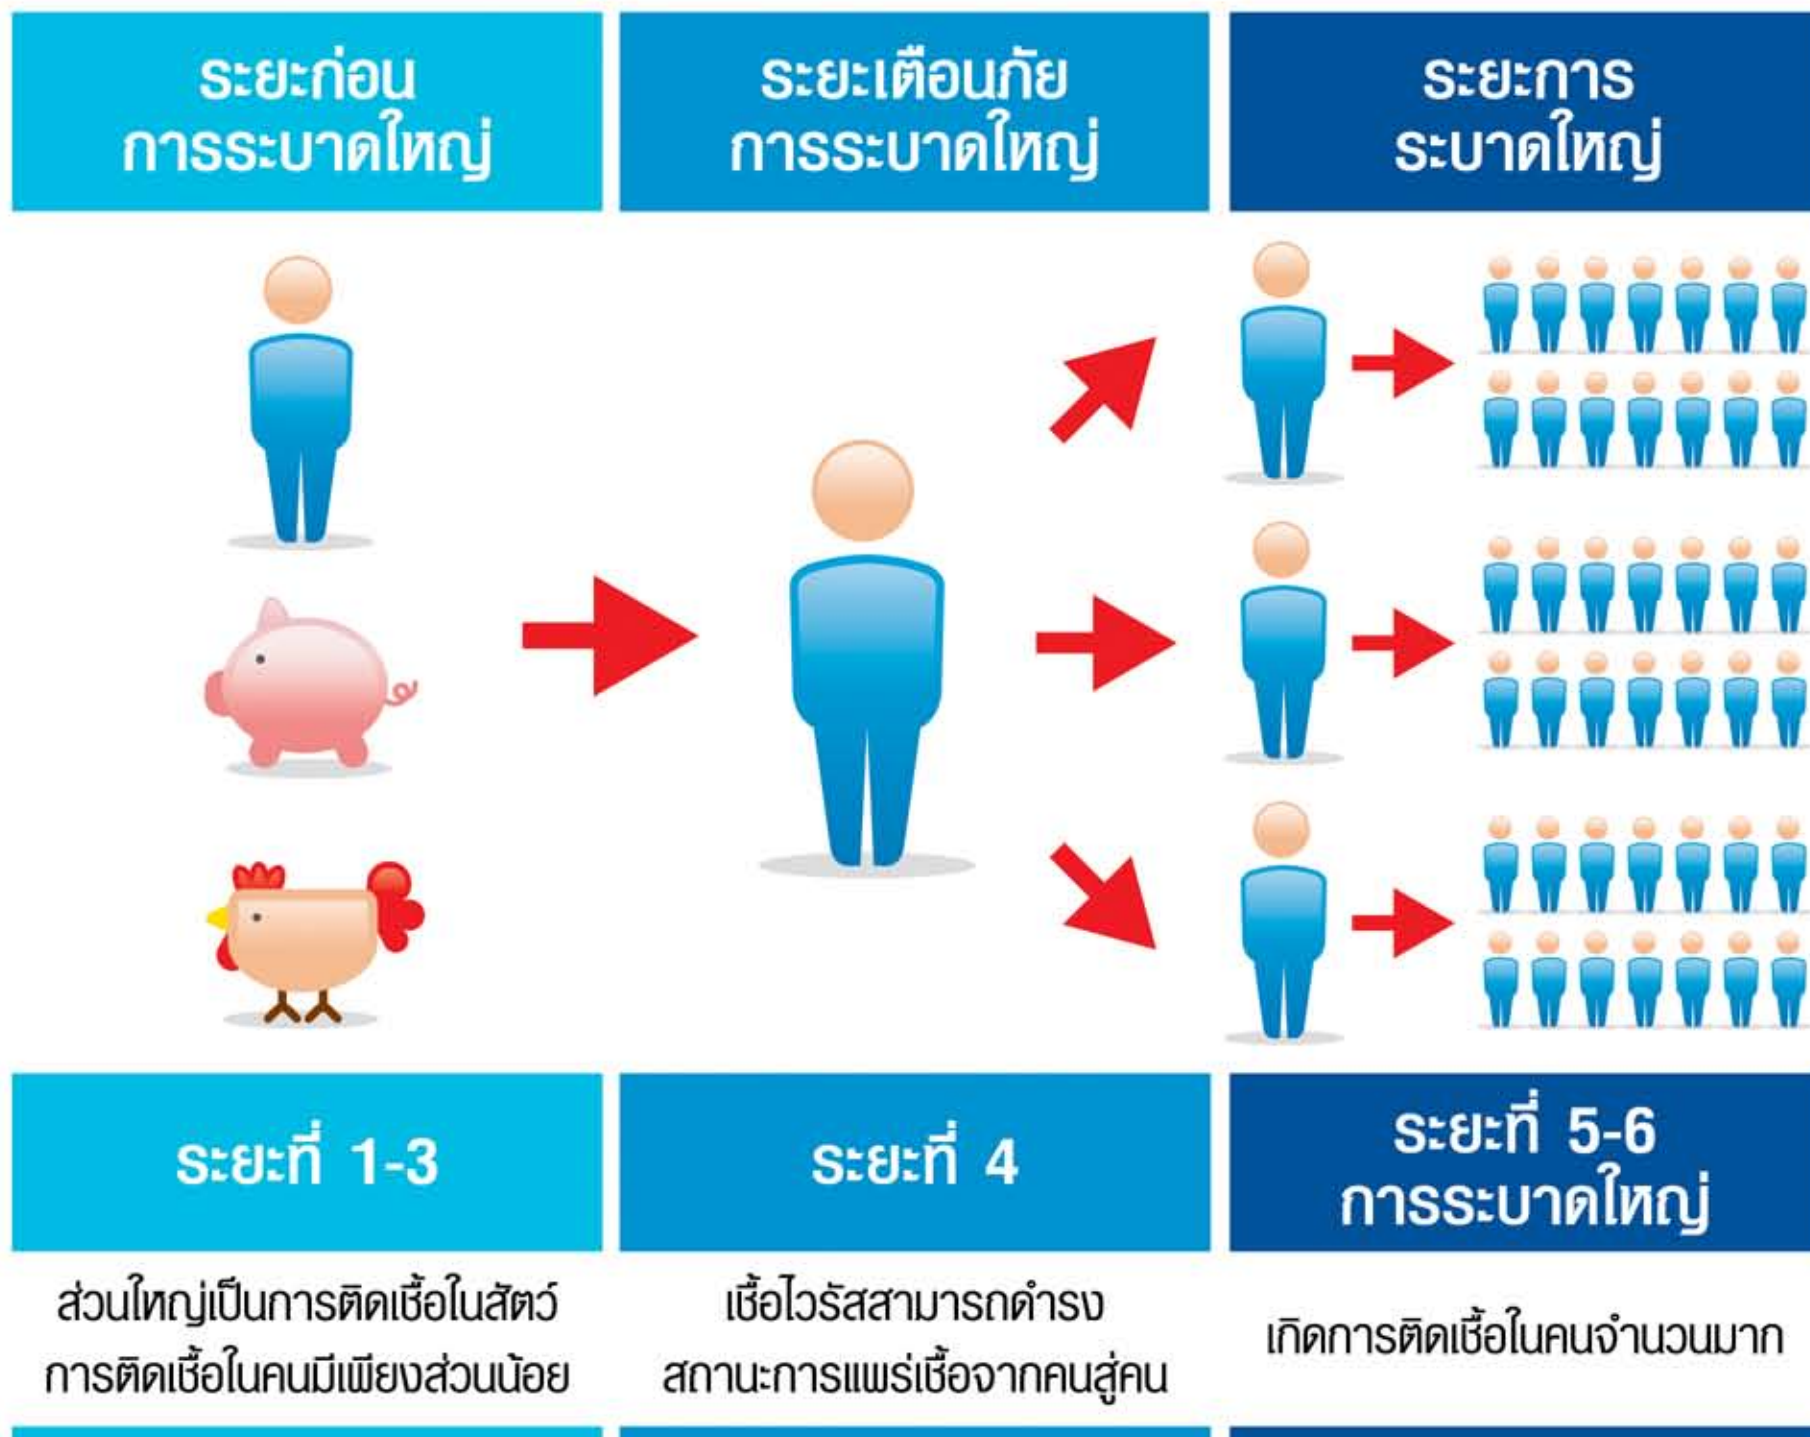 ระยะก่อน
การระบาดใหญ่
ระยะเตือนภัย
การระบาดใหญ่
ระยะการ
ระบาดใหญ่
ระยะที่ 1-3
ระยะที่ 4
ระยะที่ 5-6
การระบาดใหญ่
ส่วนใหญ่เป็นการติดเชื้อในสัตว์
การติดเชื้อในคนมีเพียงส่วนน้อย
เชื้อไวรัสสามารถดำรง
สถานะการแพร่เชื้อจากคนสู่คน
เกิดการติดเชื้อในคนจำนวนมาก